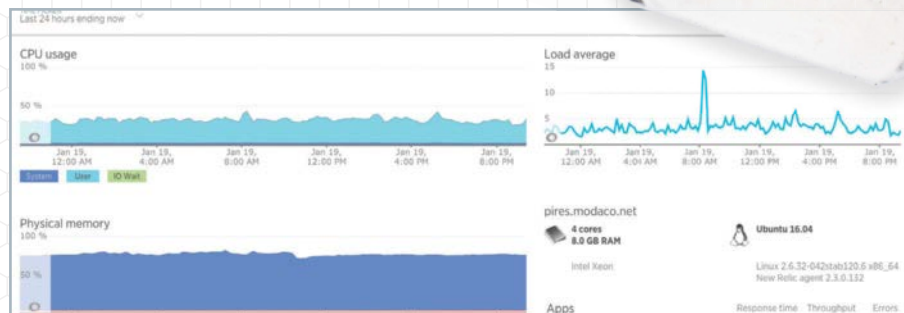 Last 24 hours ending now
CPU usage
100 %
50 %
Jan 19, 12:00 AM
Jan 19, 4:00 AM
Jan 19, 8:00 AM
Jan 19, 12:00 PM
Jan 19, 4:00 PM
Jan 19, 8:00 PM
System User IO Wait
Load average
15
10
5
Jan 19, 12:00 AM
Jan 19, 4:04 AM
Jan 19, 8:00 AM
Jan 19, 12:00 PM
Jan 19, 4:00 PM
Jan 19, 8:00 PM
Physical memory
100 %
50 %
pires.modaco.net
4 cores
8.0 GB RAM
Intel Xeon
Ubuntu 16.04
Linux 2.6.32-042stab120.6 x86_64
New Relic agent 2.3.0.132
Apps Response time Throughput Errors